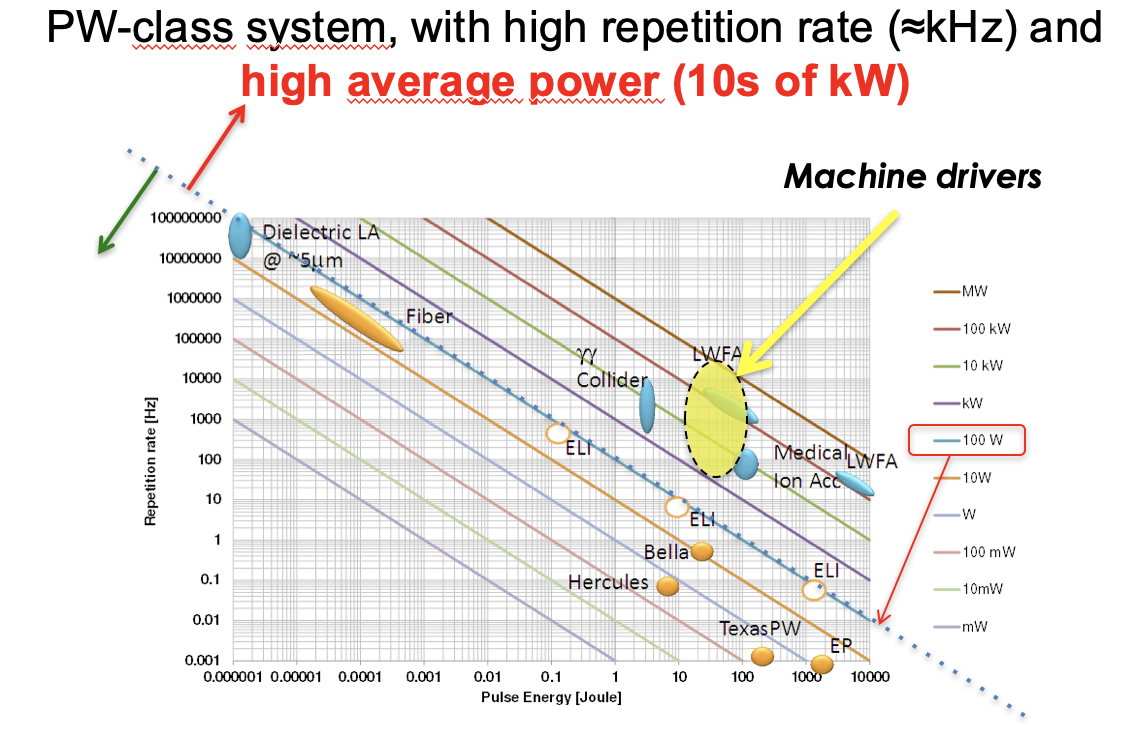 PW-class system, with high repetition rate (≈kHz) and
high average power (10s of kW)
Machine drivers
Repetition rate [Hz]
100000000
10000000
1000000
100000
10000
1000
100
10
1
0.1
0.01
0.001
Dielectric LA
@ ~5μm
Fiber
γγ
Collider
LWFA
ELI
Medical
Ion Acc
LWFA
ELI
Bella
Hercules
ELI
TexasPW
EP
0.000001 0.00001 0.0001 0.001 0.01 0.1 1 10 100 1000 10000
Pulse Energy [Joule]
MW
100 kW
10 kW
kW
100 W
10W
W
100 mW
10mW
mW